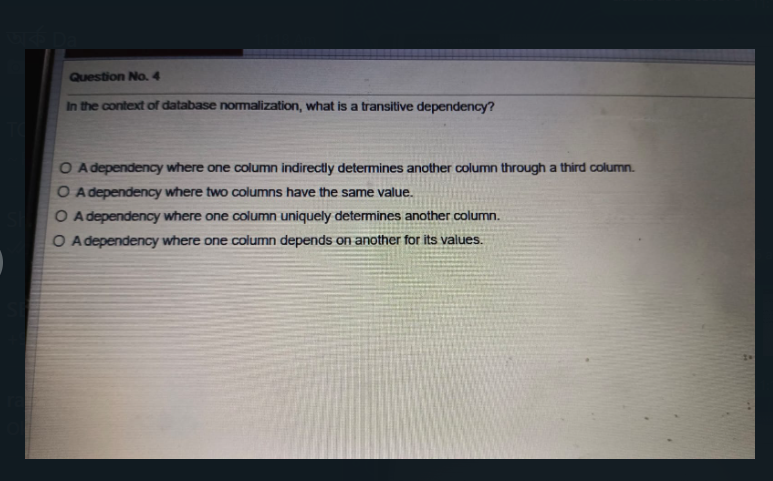 Question No. 4
In the context of database normalization, what is a transitive dependency?
A dependency where one column indirectly determines another column through a third column.
A dependency where two columns have the same value.
A dependency where one column uniquely determines another column.
A dependency where one column depends on another for its values.